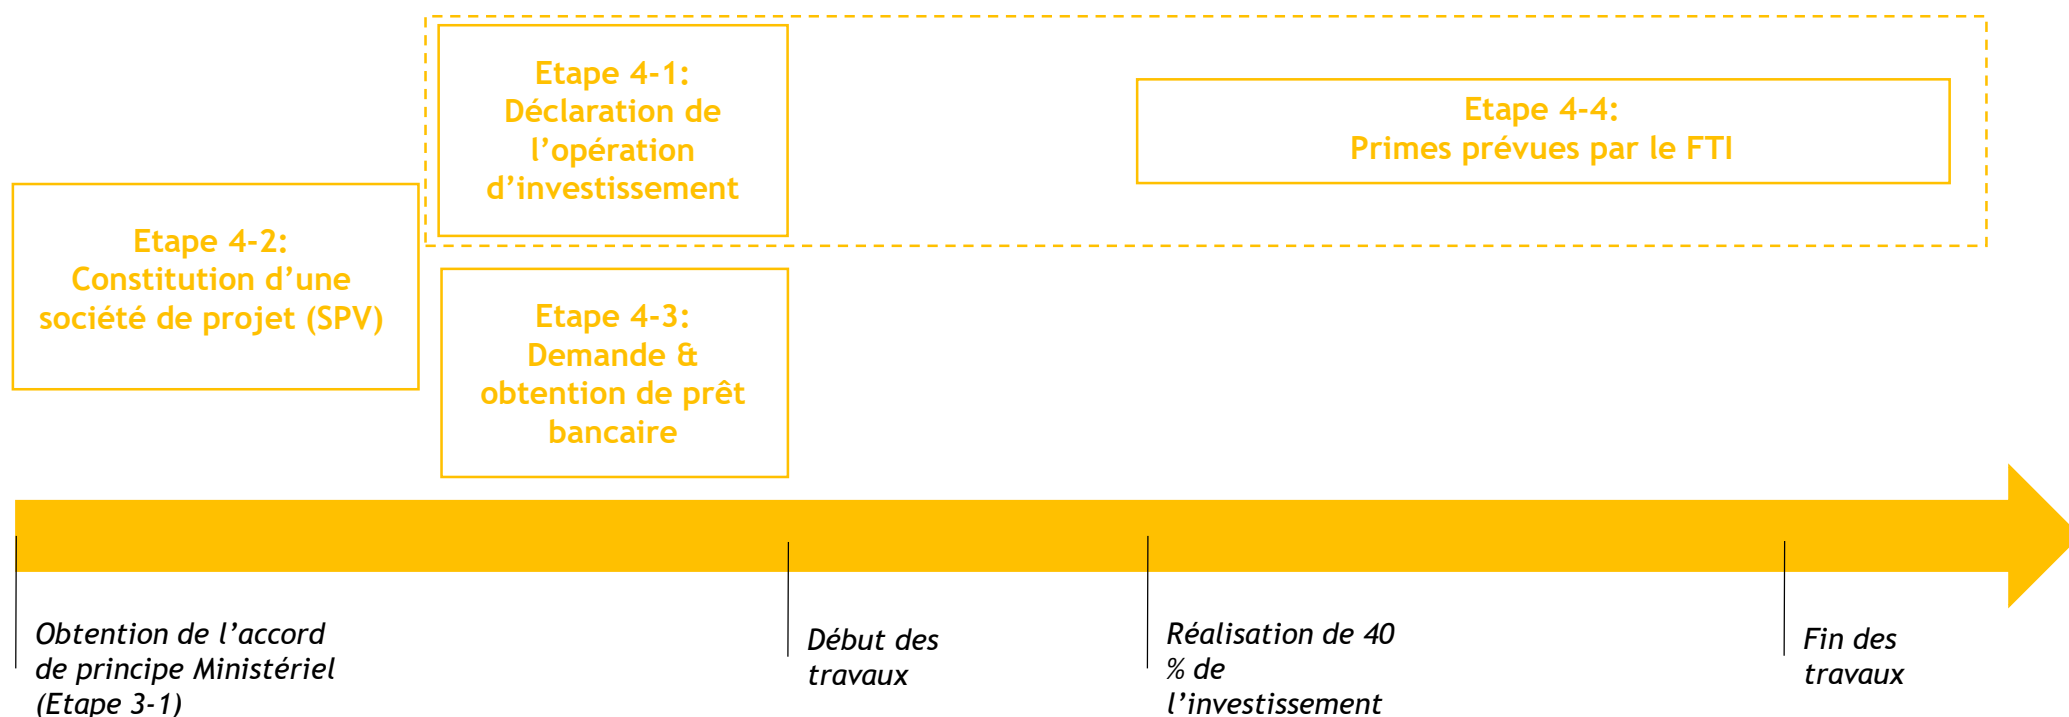 Etape 4-1:
Déclaration de
l’opération
d’investissement
Etape 4-4:
Primes prévues par le FTI
Etape 4-2:
Constitution d’une
société de projet (SPV)
Etape 4-3:
Demande &
obtention de prêt
bancaire
Obtention de l’accord
de principe Ministériel
(Etape 3-1)
Début des
travaux
Réalisation de 40
% de
l’investissement
Fin des
travaux